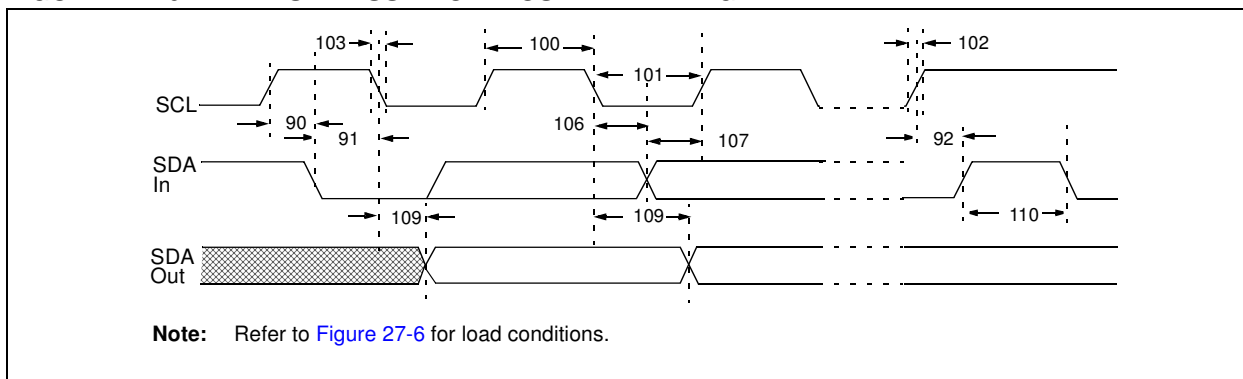 103
100
102
101
SCL
90
106
91
107
92
SDA
In
109
109
110
SDA
Out
Note: Refer to Figure 27-6 for load conditions.